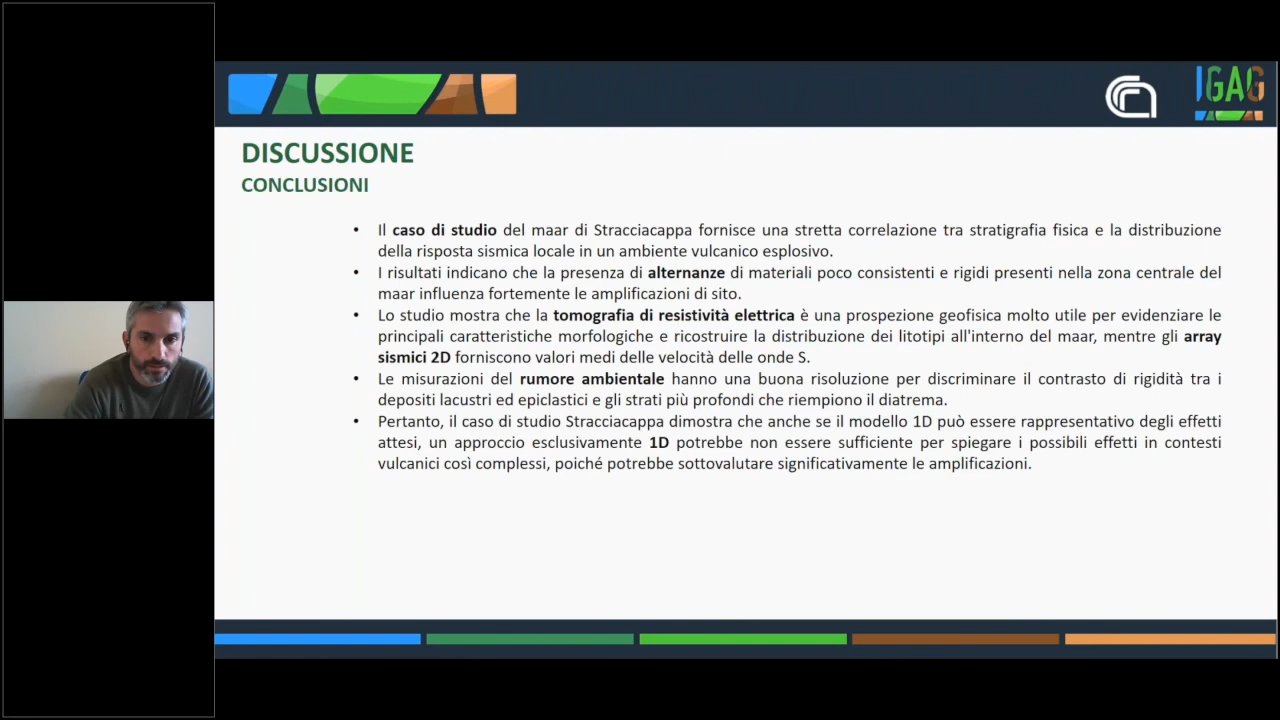 IGAG
DISCUSSIONE
CONCLUSIONI
• Il caso di studio del maar di Stracciacappa fornisce una stretta correlazione tra stratigrafia fisica e la distribuzione
della risposta sismica locale in un ambiente vulcanico esplosivo.
• I risultati indicano che la presenza di alternanze di materiali poco consistenti e rigidi presenti nella zona centrale del
maar influenza fortemente le amplificazioni di sito.
• Lo studio mostra che la tomografia di resistività elettrica è una prospezione geofisica molto utile per evidenziare le
principali caratteristiche morfologiche e ricostruire la distribuzione dei litotipi all'interno del maar, mentre gli array
sismici 2D forniscono valori medi delle velocità delle onde S.
• Le misurazioni del rumore ambientale hanno una buona risoluzione per discriminare il contrasto di rigidità tra i
depositi lacustri ed epiclastici e gli strati più profondi che riempiono il diatrema.
• Pertanto, il caso di studio Stracciacappa dimostra che anche se il modello 1D può essere rappresentativo degli effetti
attesi, un approccio esclusivamente 1D potrebbe non essere sufficiente per spiegare i possibili effetti in contesti
vulcanici così complessi, poiché potrebbe sottovalutare significativamente le amplificazioni.